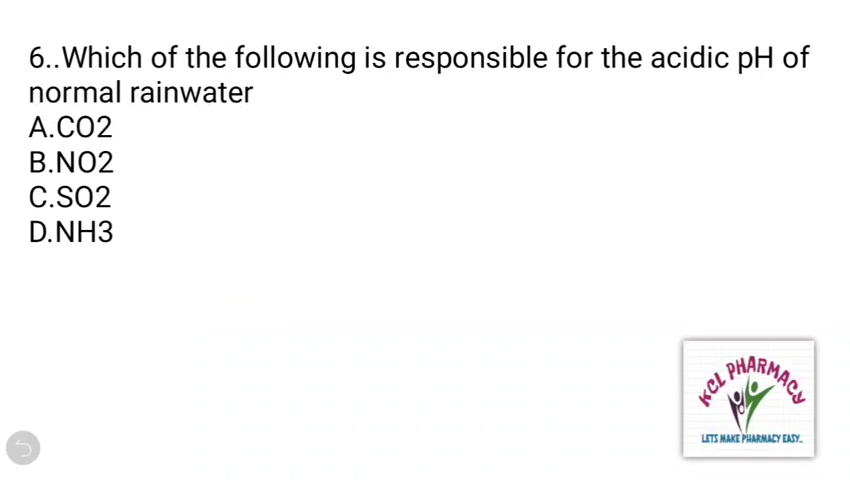 6..Which of the following is responsible for the acidic pH of
normal rainwater
A.CO2
B.NO2
C.SO2
D.NH3
KCL PHARMACY
LETS MAKE PHARMACY EASY..